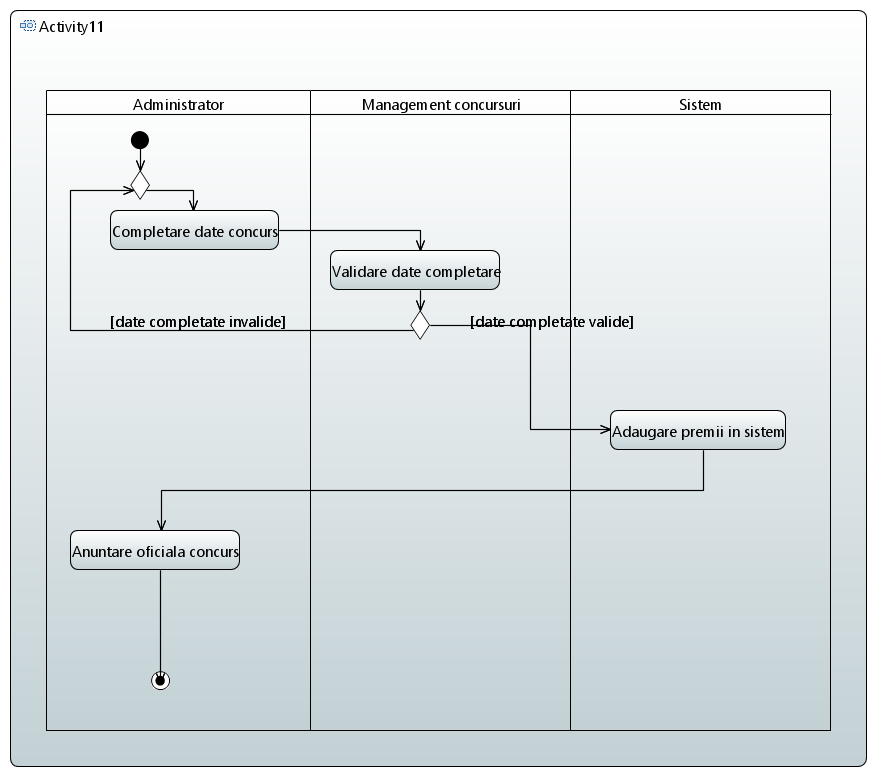 Activity11
Administrator
Management concursuri
Sistem
Completare date concurs
Validare date completare
[date completate invalide]
[date completate valide]
Adaugare premii in sistem
Anuntare oficiala concurs